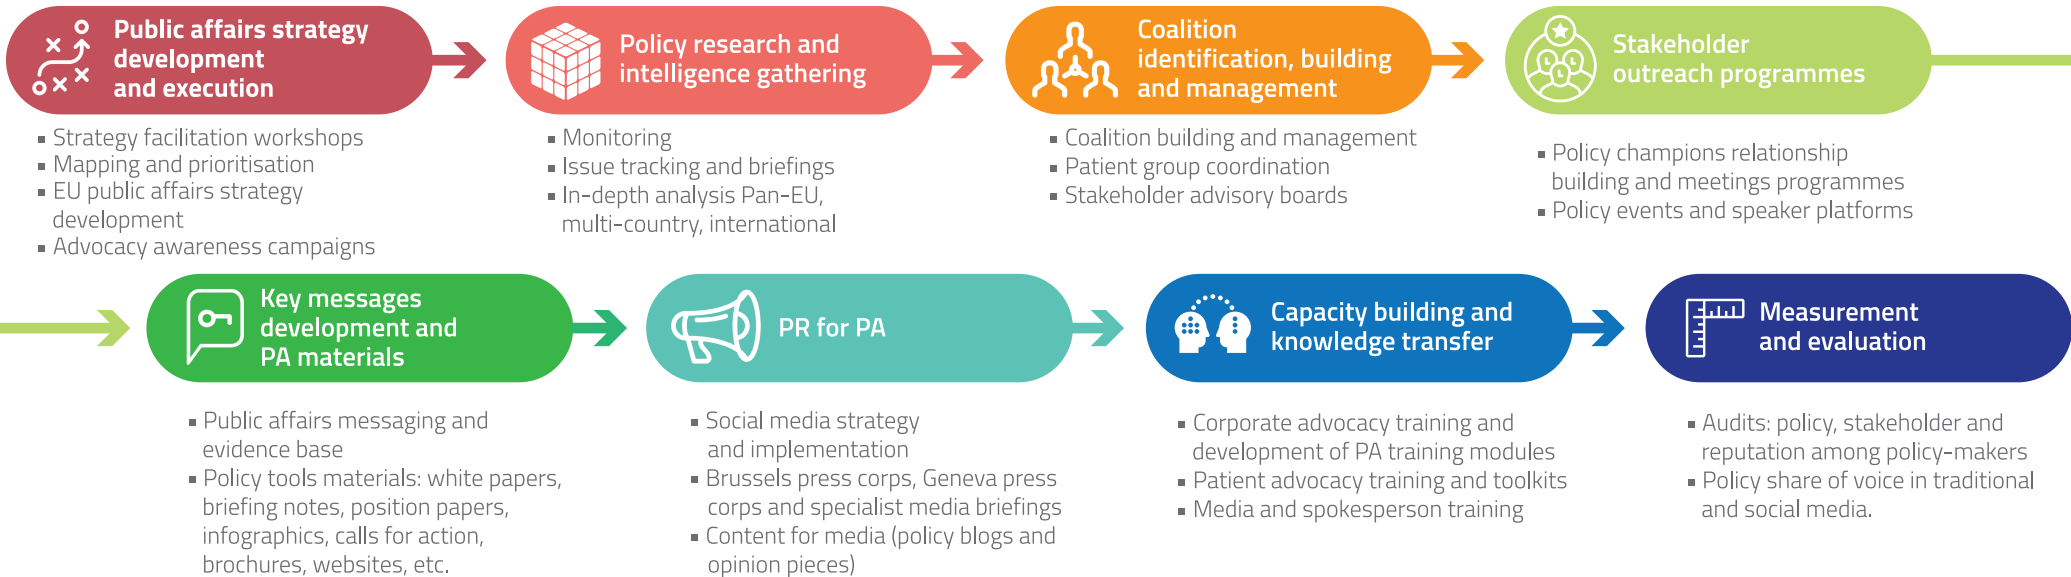 Public affairs strategy
development
and execution
▪ Strategy facilitation workshops
▪ Mapping and prioritisation
▪ EU public affairs strategy
development
▪ Advocacy awareness campaigns
Policy research and
intelligence gathering
▪ Monitoring
▪ Issue tracking and briefings
▪ In-depth analysis Pan-EU,
multi-country, international
Coalition
identification, building
and management
▪ Coalition building and management
▪ Patient group coordination
▪ Stakeholder advisory boards
Stakeholder
outreach programmes
▪ Policy champions relationship
building and meetings programmes
▪ Policy events and speaker platforms
Key messages
development and
PA materials
▪ Public affairs messaging and
evidence base
▪ Policy tools materials: white papers,
briefing notes, position papers,
infographics, calls for action,
brochures, websites, etc.
PR for PA
▪ Social media strategy
and implementation
▪ Brussels press corps, Geneva press
corps and specialist media briefings
▪ Content for media (policy blogs and
opinion pieces)
Capacity building and
knowledge transfer
▪ Corporate advocacy training and
development of PA training modules
▪ Patient advocacy training and toolkits
▪ Media and spokesperson training
Measurement
and evaluation
▪ Audits: policy, stakeholder and
reputation among policy-makers
▪ Policy share of voice in traditional
and social media.